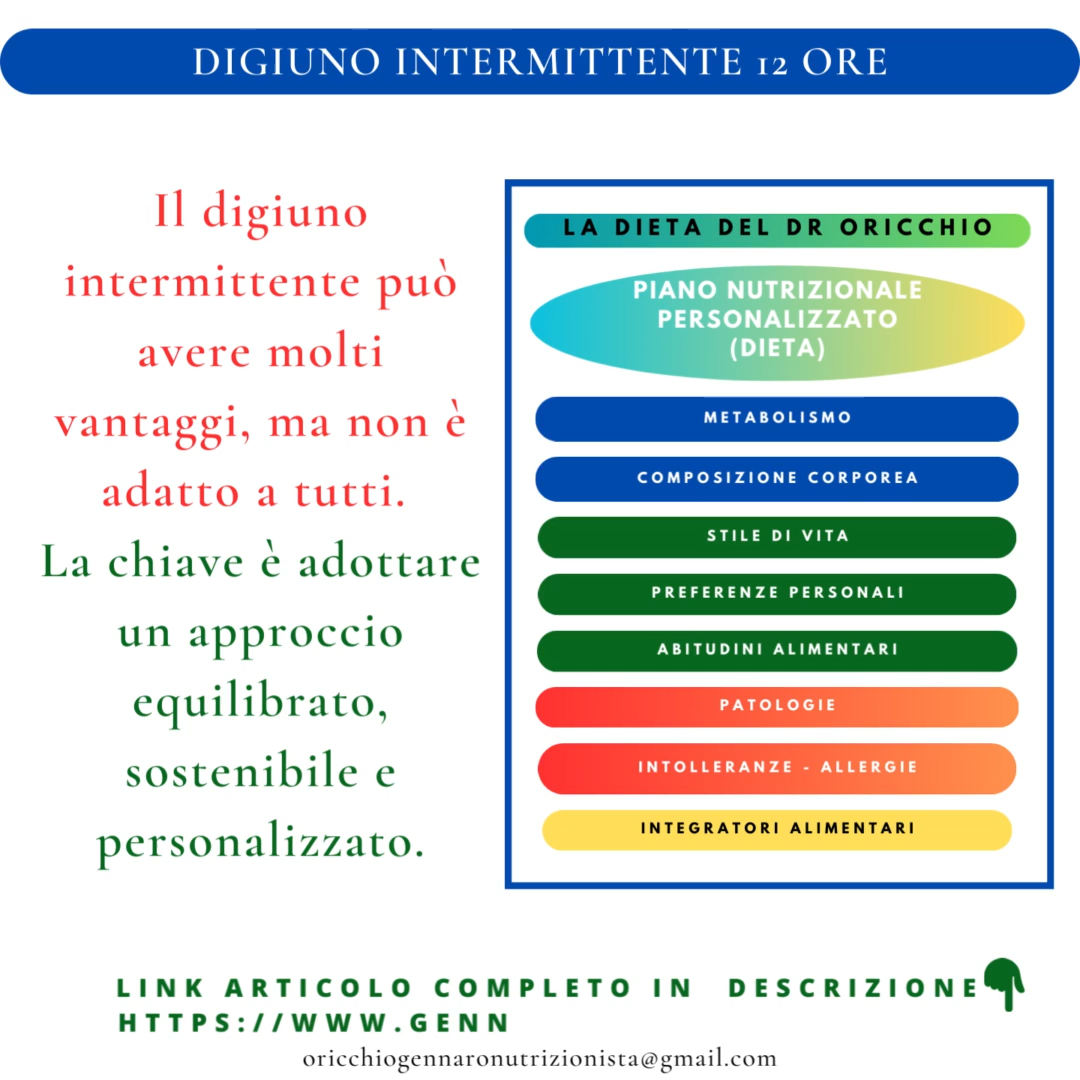 DIGIUNO INTERMITTENTE 12 ORE
Il digiuno
intermittente può
avere molti
vantaggi, ma non è
adatto a tutti.
La chiave è adottare
un approccio
equilibrato,
sostenibile e
personalizzato.
LA DIETA DEL DR ORICCHIO
PIANO NUTRIZIONALE
PERSONALIZZATO
(DIETA)
METABOLISMO
COMPOSIZIONE CORPOREA
STILE DI VITA
PREFERENZE PERSONALI
ABITUDINI ALIMENTARI
PATOLOGIE
INTOLLERANZE - ALLERGIE
INTEGRATORI ALIMENTARI
LINK ARTICOLO COMPLETO IN DESCRIZIONE
HTTPS://WWW.GENN
oricchiogennaronutrizionista@gmail.com